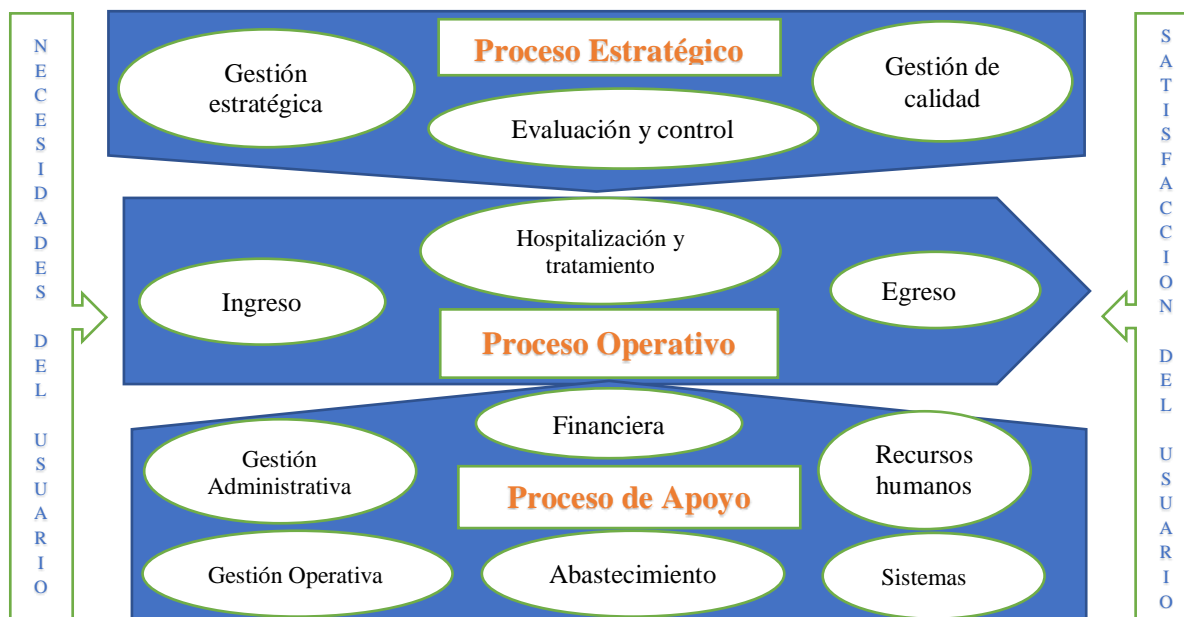 NECESIDADES DEL USUARIO
Proceso Estratégico
Gestión
estratégica
Evaluación y control
Gestión de
calidad
Hospitalización y
tratamiento
Ingreso
Egreso
Proceso Operativo
Financiera
Gestión
Administrativa
Proceso de Apoyo
Recursos
humanos
Gestión Operativa
Abastecimiento
Sistemas
SATISFACCION DEL USUARIO